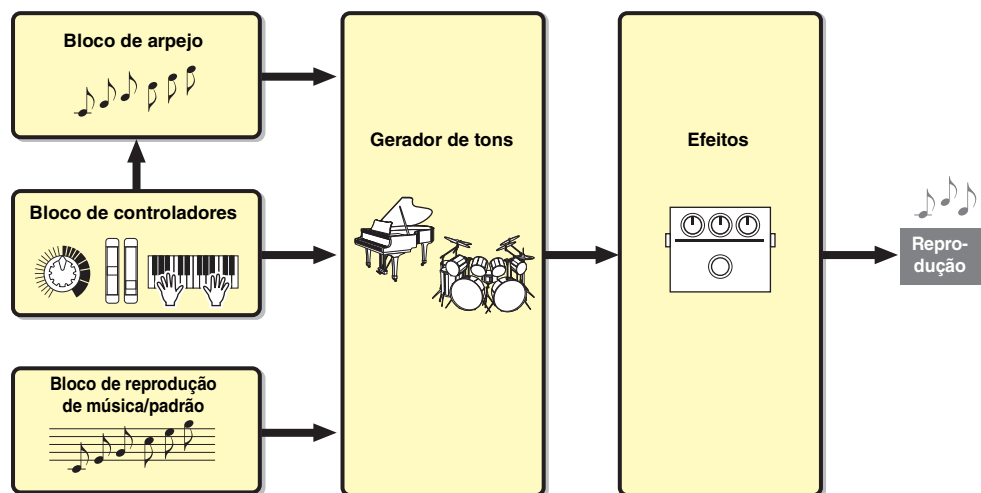 Bloco de arpejo
Bloco de controladores
Bloco de reprodução
de música/padrão
Gerador de tons
Efeitos
Repro-
dução